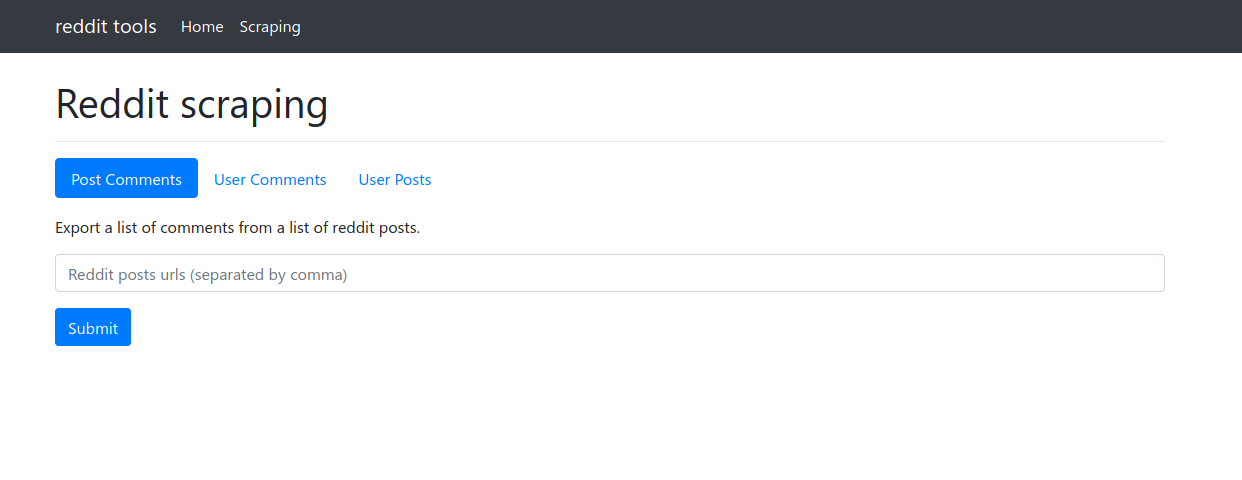 reddit tools Home Scraping
Reddit scraping
Post Comments User Comments User Posts
Export a list of comments from a list of reddit posts.
Reddit posts urls (separated by comma)
Submit